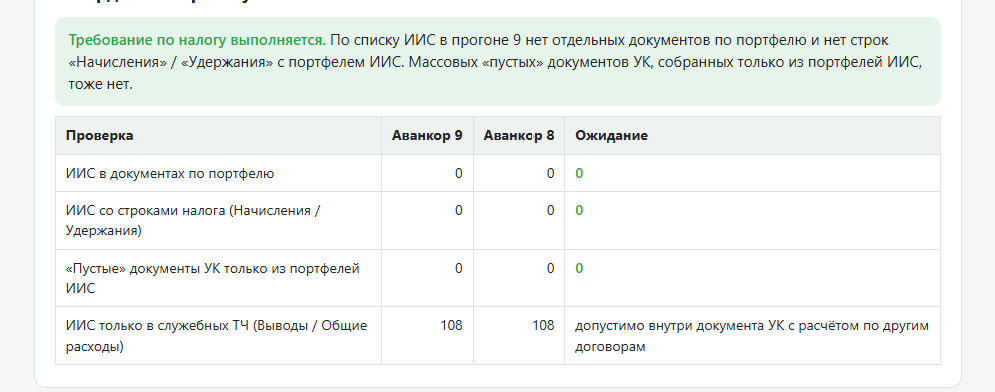 Требование по налогу выполняется. По списку ИИС в прогоне 9 нет отдельных документов по портфелю и нет строк
«Начисления» / «Удержания» с портфелем ИИС. Массовых «пустых» документов УК, собранных только из портфелей ИИС,
тоже нет.
Проверка Аванкор 9 Аванкор 8 Ожидание
ИИС в документах по портфелю 0 0 0
ИИС со строками налога (Начисления / 0 0 0
Удержания)
«Пустые» документы УК только из портфелей 0 0 0
ИИС
ИИС только в служебных ТЧ (Выводы / Общие 108 108 допустимо внутри документа УК с расчётом по другим
расходы) договорам